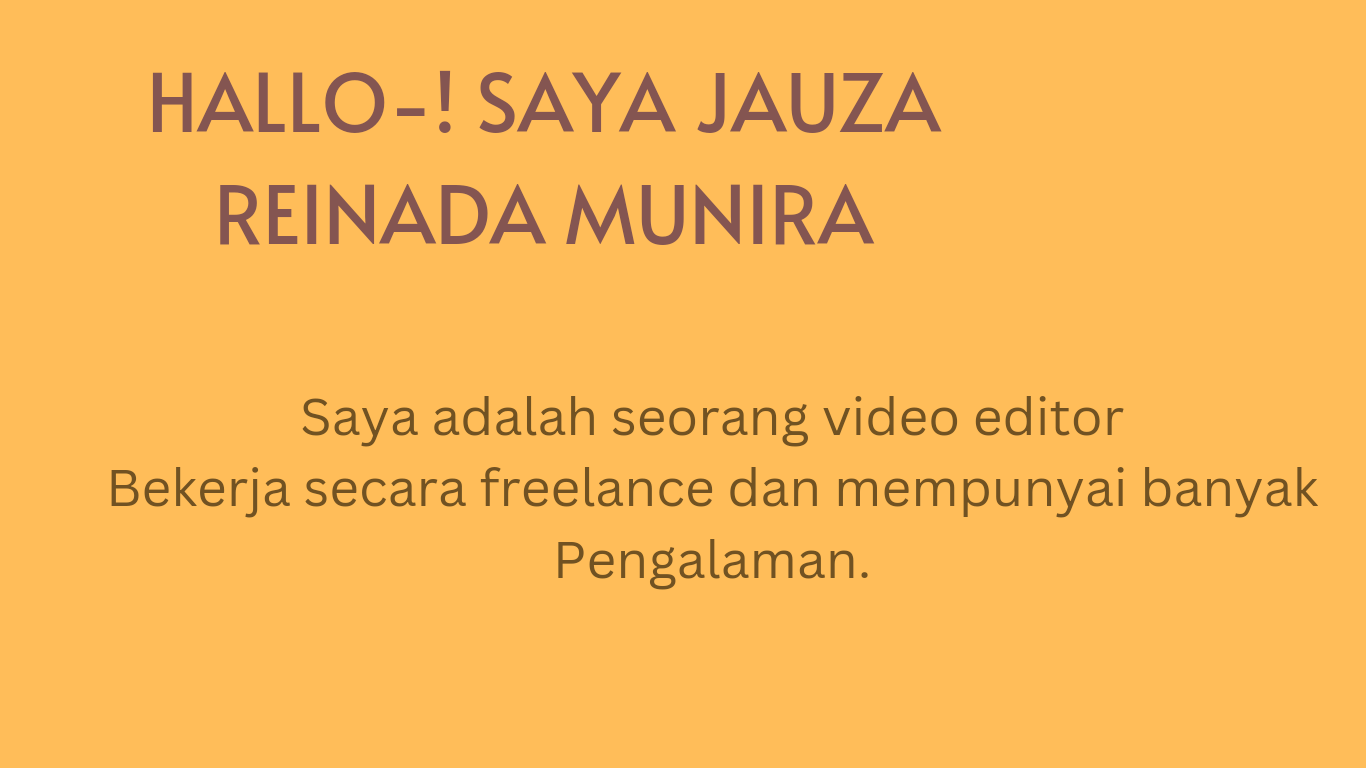 HALLO-! SAYA JAUZA
REINADA MUNIRA
Saya adalah seorang video editor
Bekerja secara freelance dan mempunyai banyak
Pengalaman.